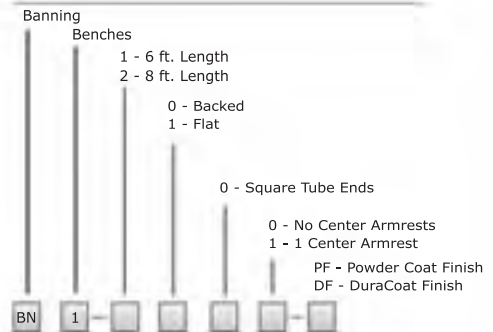 Banning
Benches
1 - 6 ft. Length
2 - 8 ft. Length
0 - Backed
1 - Flat
0 - Square Tube Ends
0 - No Center Armrests
1 - 1 Center Armrest
PF - Powder Coat Finish
DF - DuraCoat Finish
BN 1 - -